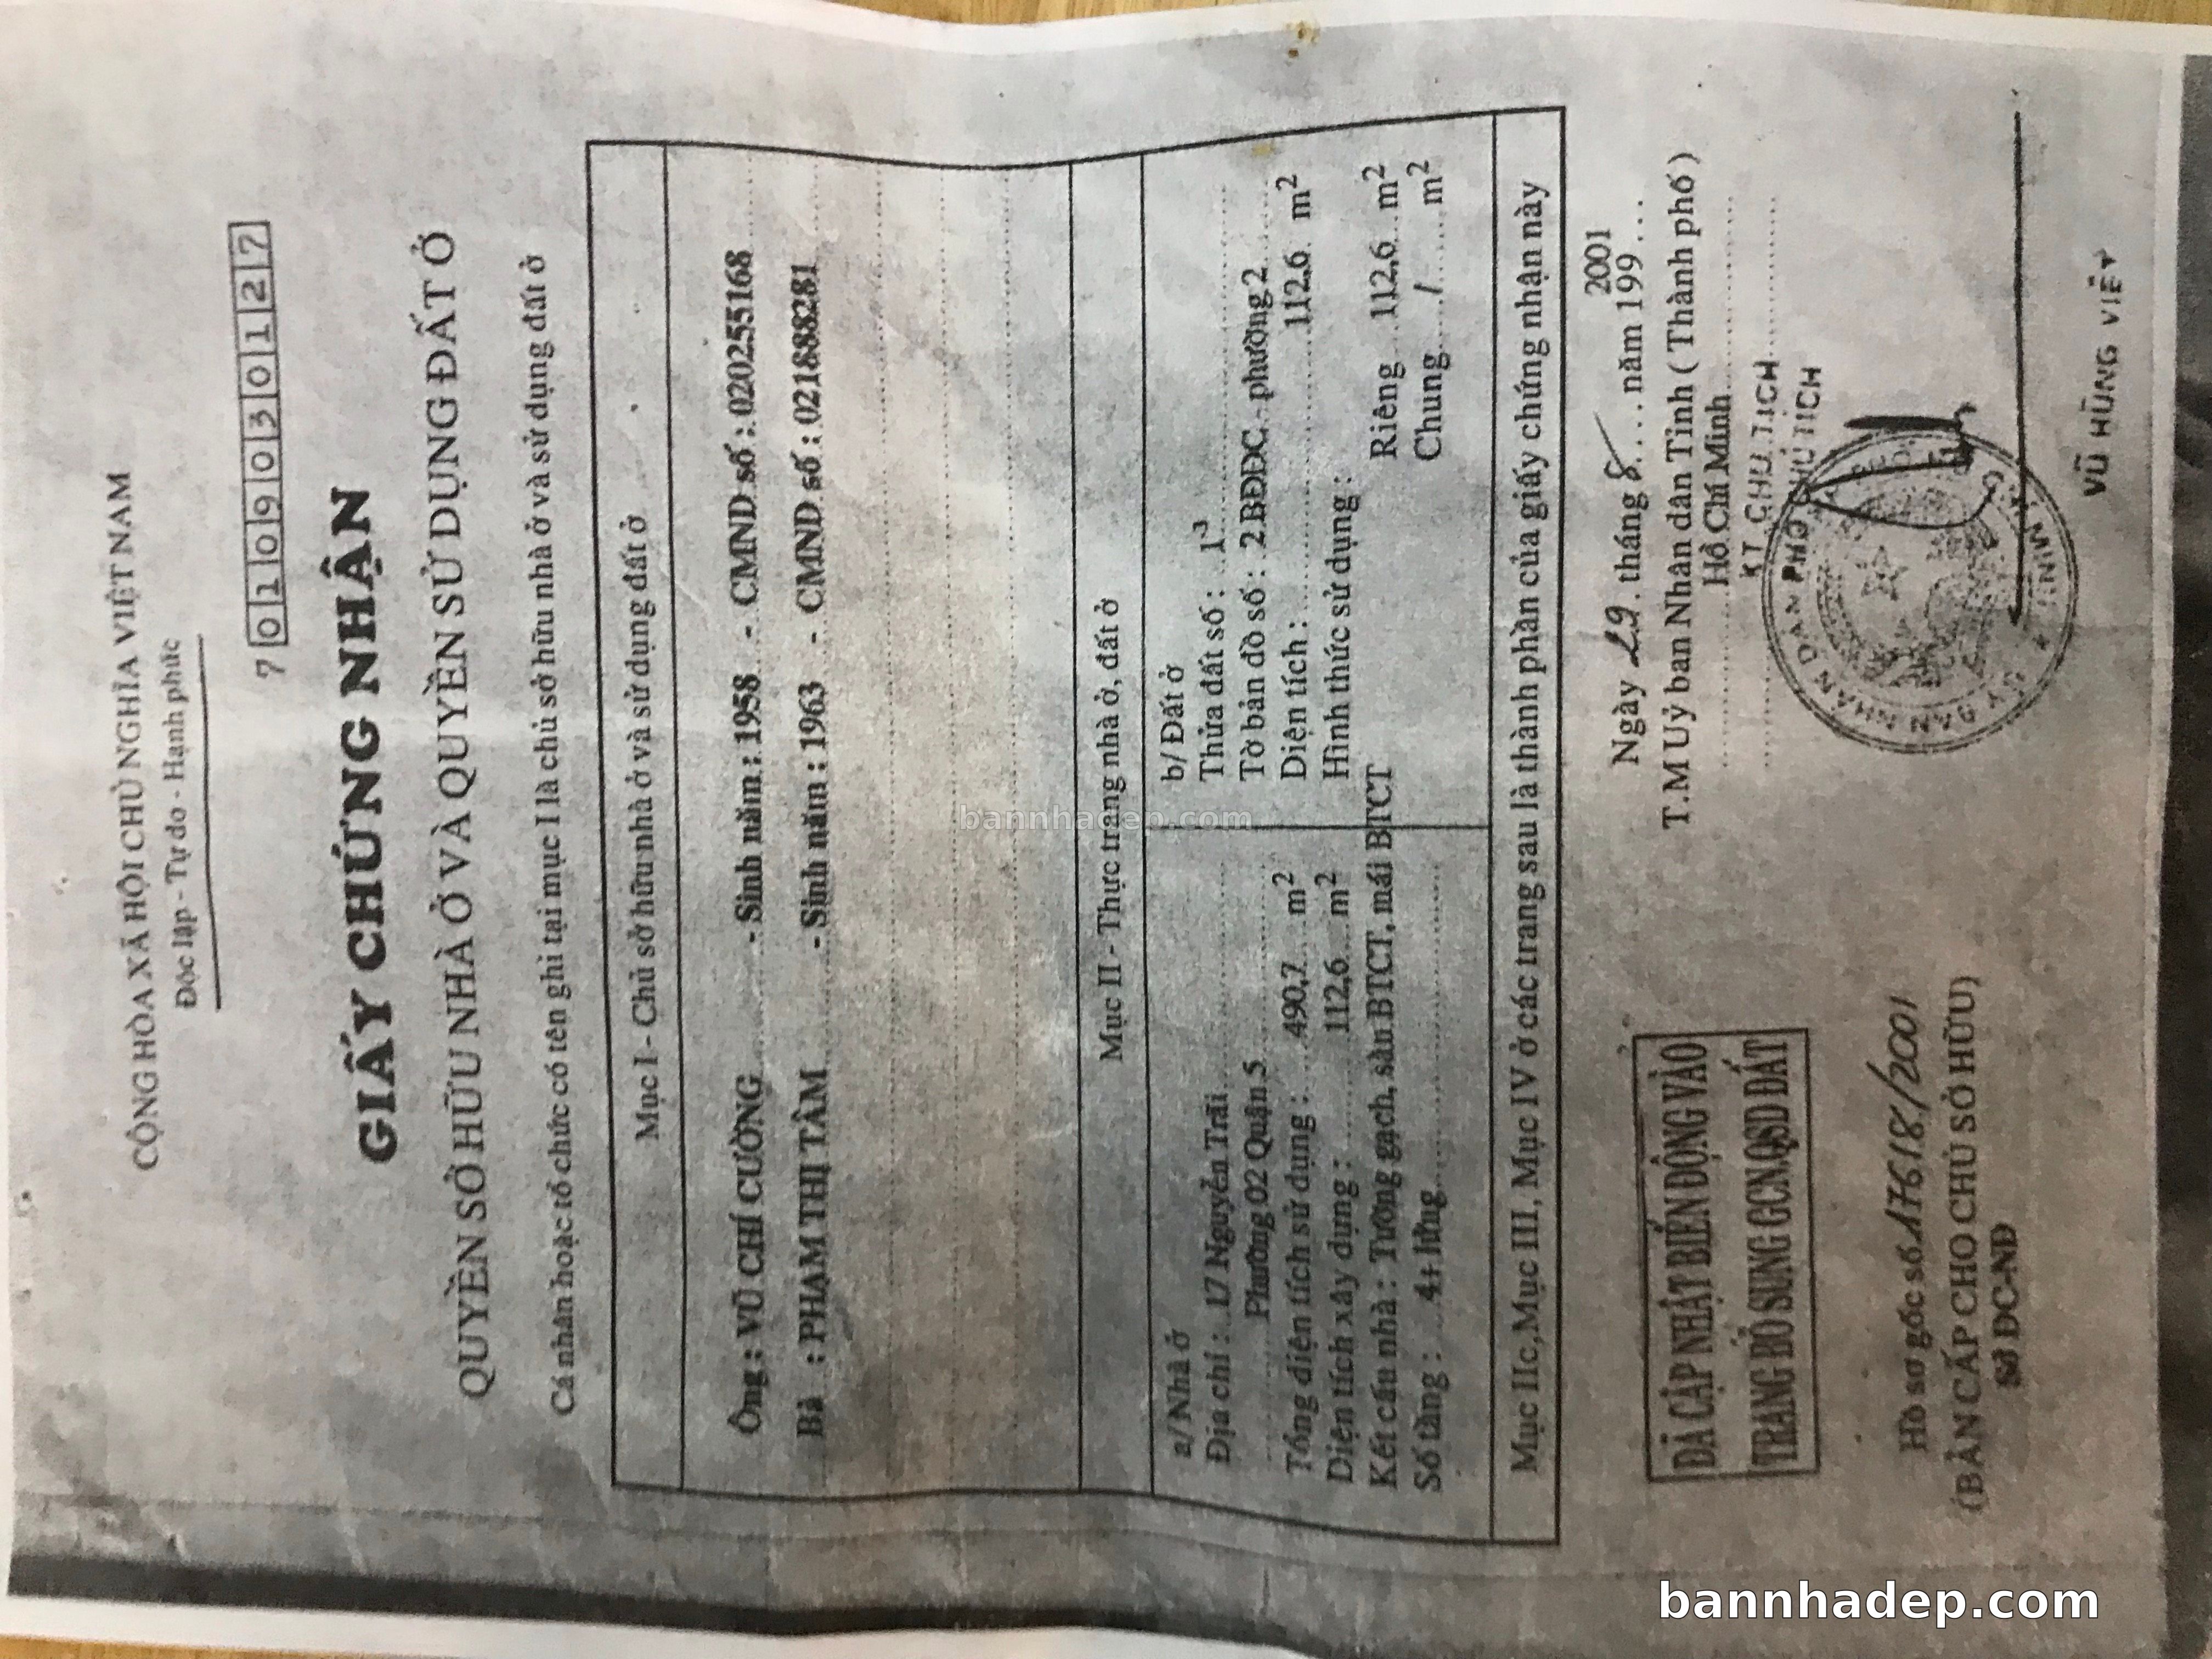 CỘNG HÒA XÃ HỘI CHỦ NGHĨA VIỆT NAM
Độc lập - Tự do - Hạnh phúc
7 0109030127
GIẤY CHỨNG NHẬN
QUYỀN SỞ HỮU NHÀ Ở VÀ QUYỀN SỬ DỤNG ĐẤT Ở
Cá nhân hoặc tổ chức có tên ghi tại mục I là chủ sở hữu nhà ở và sử dụng đất ở
Mục I - Chủ sở hữu nhà ở và sử dụng đất ở
Ông : VŨ CHÍ CƯỜNG - Sinh năm : 1958 - CMND số : 020255168
Bà : PHẠM THỊ TÂM - Sinh năm : 1963 - CMND số : 021888281
Mục II - Thực trạng nhà ở, đất ở
a/ Nhà ở
Địa chỉ : 17 Nguyễn Trãi
Phường 02 Quận 5
Tổng diện tích sử dụng : 490,7 m2
Diện tích xây dựng : 112,6 m2
Kết cấu nhà : Tường gạch, sàn BTCT, mái BTCT
Số tầng : 4+ lửng
b/ Đất ở
Thửa đất số : 13
Tờ bản đồ số : 2 BĐĐC - phường 2
Diện tích : 112,6 m2
Hình thức sử dụng :
Riêng 112,6 m2
Chung / m2
Mục IIc, Mục III, Mục IV ở các trang sau là thành phần của giấy chứng nhận này
2001
Ngày 29 tháng 8 năm 199...
T.M Uỷ ban Nhân dân Tỉnh ( Thành phố )
Hồ Chí Minh
KT CHỦ TỊCH
PHÓ CHỦ TỊCH
VŨ HÙNG VIỆT
ĐÃ CẬP NHẬT BIẾN ĐỘNG VÀO
TRANG BỔ SUNG GCN.QSD ĐẤT
Hồ sơ gốc số 17618/2001
(BẢN CẤP CHO CHỦ SỞ HỮU)
Sở ĐC-NĐ
bannhadep.com
bannhadep.com